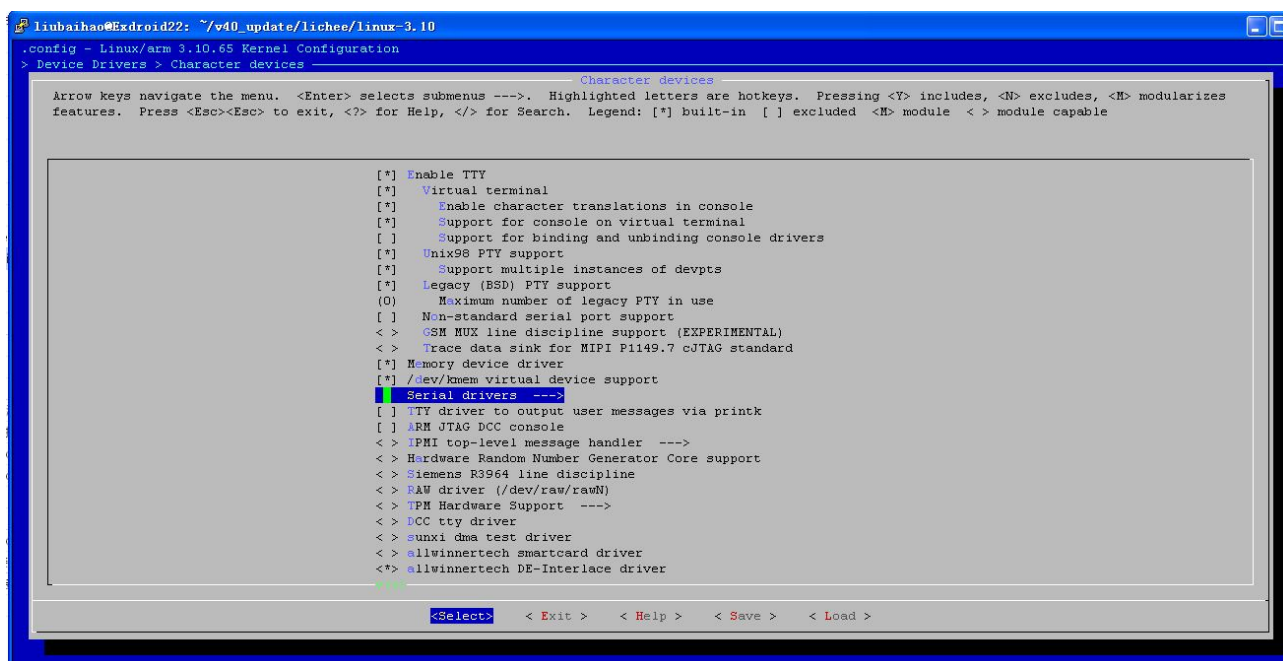 liubaihao@Exdroid22: ~/v40_update/lichee/linux-3.10
.config - Linux/arm 3.10.65 Kernel Configuration
> Device Drivers > Character devices
Character devices
Arrow keys navigate the menu. <Enter> selects submenus --->. Highlighted letters are hotkeys. Pressing <Y> includes, <N> excludes, <M> modularizes
features. Press <Esc><Esc> to exit, <?> for Help, </> for Search. Legend: [*] built-in [ ] excluded <M> module < > module capable
[*] Enable TTY
[*] Virtual terminal
[*] Enable character translations in console
[*] Support for console on virtual terminal
[ ] Support for binding and unbinding console drivers
[*] Unix98 PTY support
[*] Support multiple instances of devpts
[*] Legacy (BSD) PTY support
(0) Maximum number of legacy PTY in use
[ ] Non-standard serial port support
< > GSM MUX line discipline support (EXPERIMENTAL)
< > Trace data sink for MIPI P1149.7 cJTAG standard
[*] Memory device driver
[*] /dev/kmem virtual device support
Serial drivers --->
[ ] TTY driver to output user messages via printk
[ ] ARM JTAG DCC console
< > IPMI top-level message handler --->
< > Hardware Random Number Generator Core support
< > Siemens R3964 line discipline
< > RAW driver (/dev/raw/rawN)
< > TPM Hardware Support --->
< > DCC tty driver
< > sunxi dma test driver
< > allwinnertech smartcard driver
<*> allwinnertech DE-Interlace driver
<Select> < Exit > < Help > < Save > < Load >